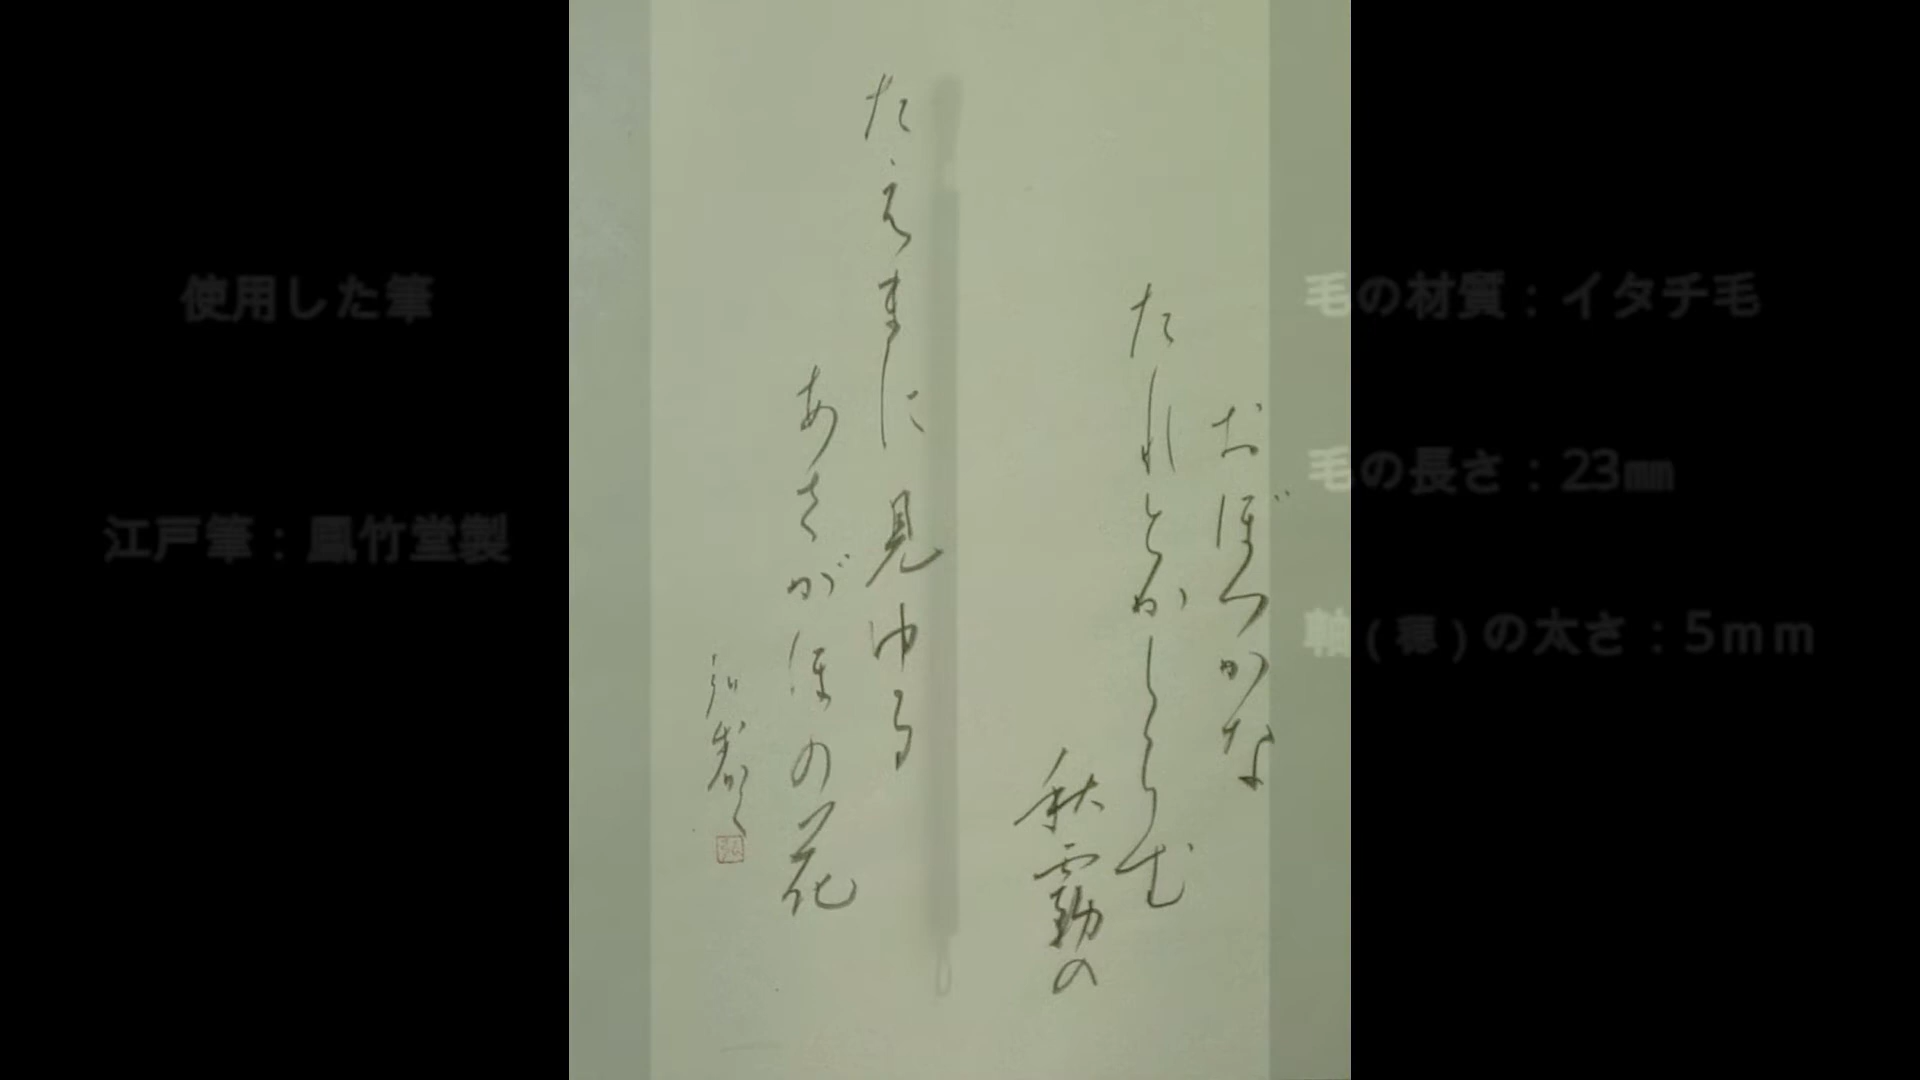 使用した筆
江戸筆：鳳竹堂製
おぼつかな
たれとかしらむ
秋霧の
たえまに見ゆる
あさがほの花
毛の材質：イタチ毛
毛の長さ：23㎜
軸（穂）の太さ：5ｍｍ